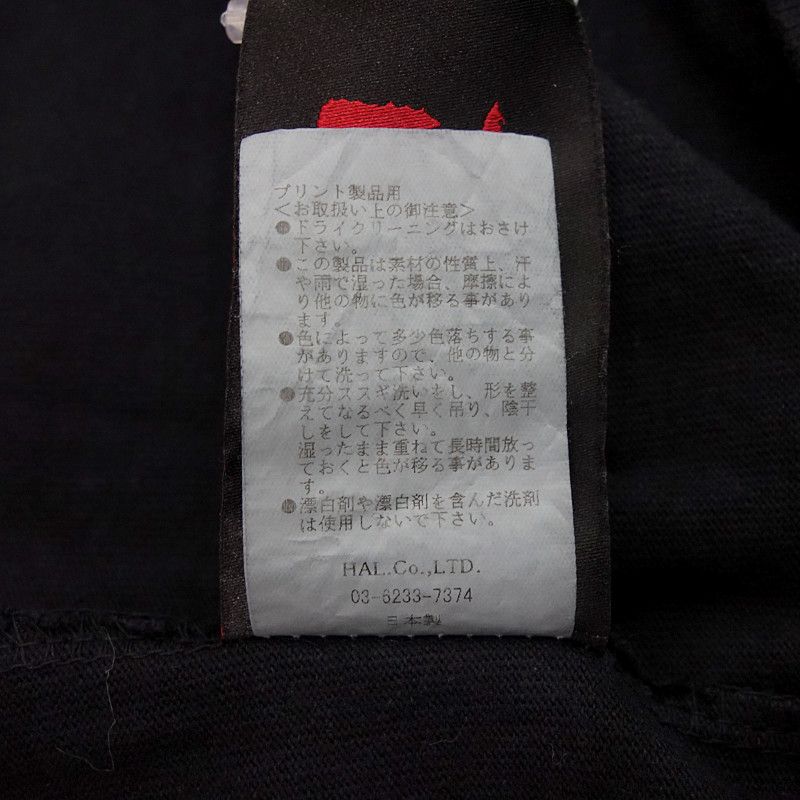 プリント製品用
＜お取扱い上の御注意＞
●ドライクリーニングはおさけ
下さい。
●この製品は素材の性質上、汗
や雨で湿った場合、摩擦によ
り他の物に色が移る事があり
ます。
●色によって多少色落ちする事
がありますので、他の物と分
けて洗って下さい。
●充分ススギ洗いをし、形を整
えてなるべく早く吊り、陰干
しをして下さい。
湿ったまま重ねて長時間放っ
ておくと色が移る事がありま
す。
●漂白剤や漂白剤を含んだ洗剤
は使用しないで下さい。
HAL.Co.,LTD.
03-6233-7374
日本製